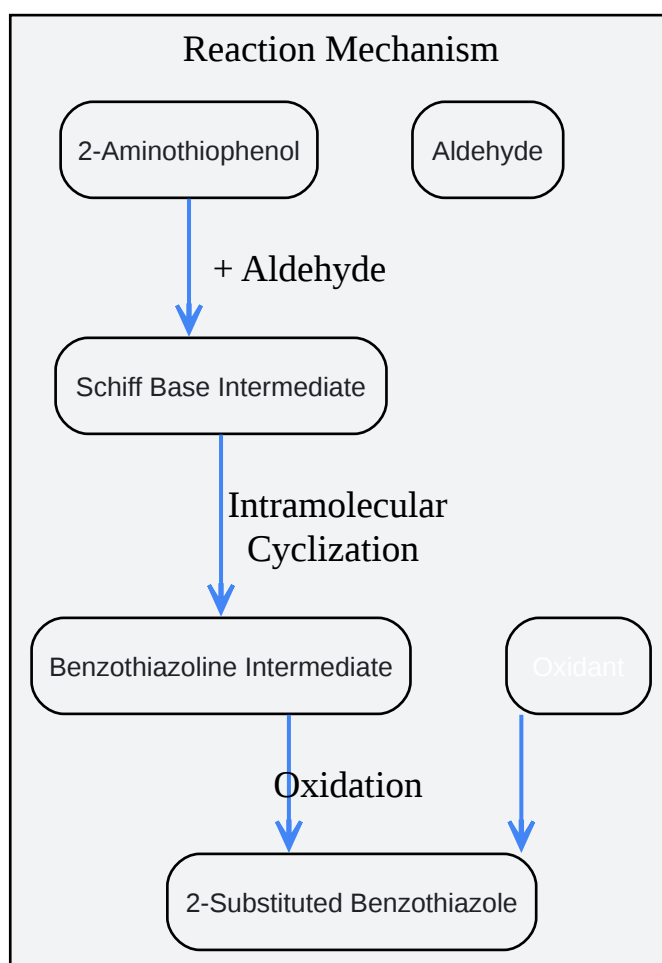 Reaction Mechanism
2-Aminothiophenol
Aldehyde
+ Aldehyde
Schiff Base Intermediate
Intramolecular
Cyclization
Benzothiazoline Intermediate
Oxidant
Oxidation
2-Substituted Benzothiazole